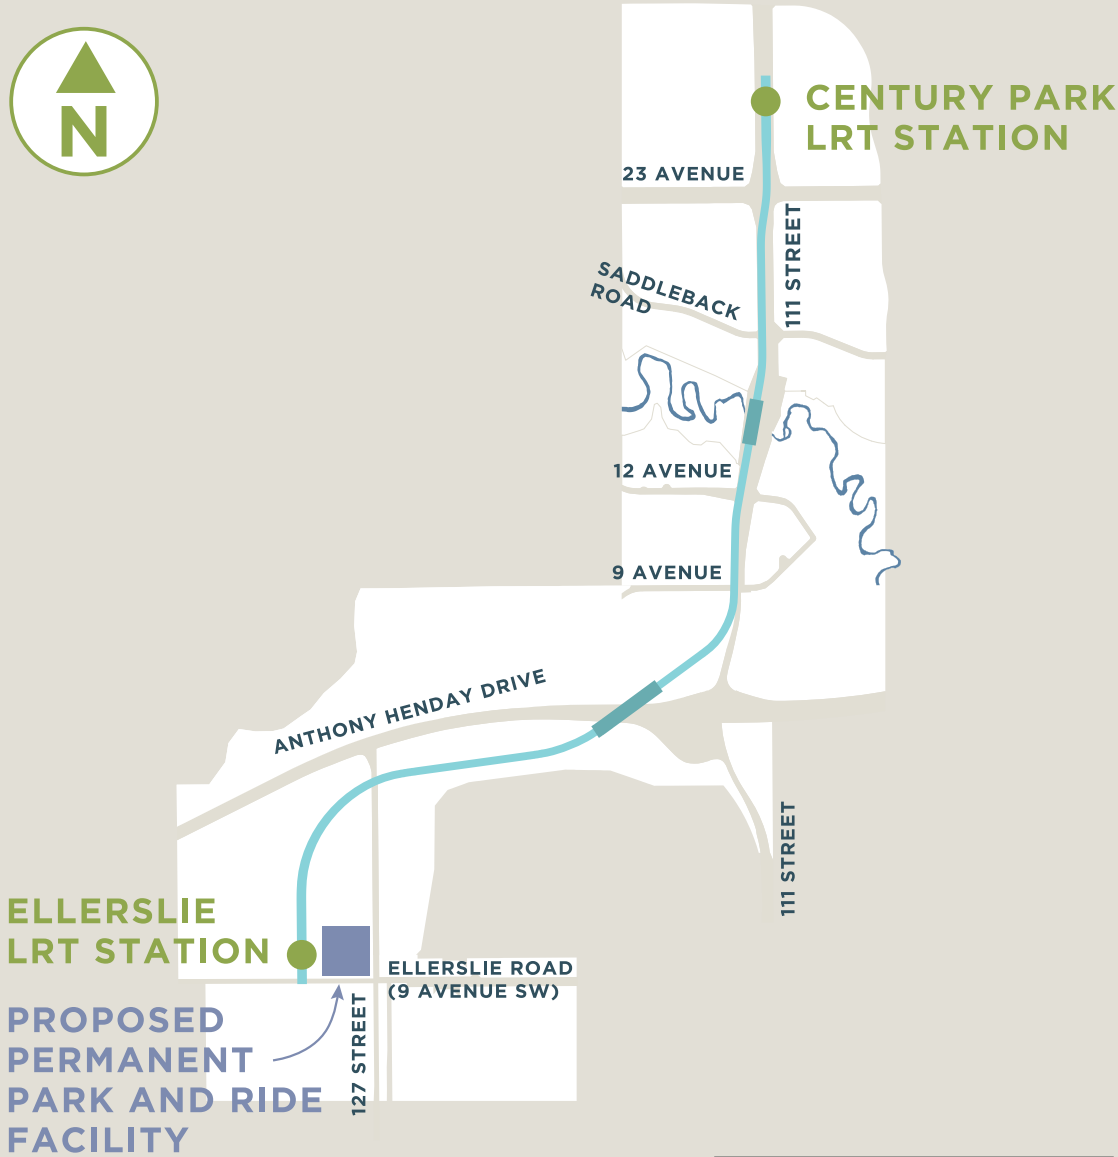 N
CENTURY PARK
LRT STATION
23 AVENUE
111 STREET
SADDLEBACK
ROAD
12 AVENUE
9 AVENUE
ANTHONY HENDAY DRIVE
111 STREET
ELLERSLIE
LRT STATION
ELLERSLIE ROAD
(9 AVENUE SW)
127 STREET
PROPOSED
PERMANENT
PARK AND RIDE
FACILITY